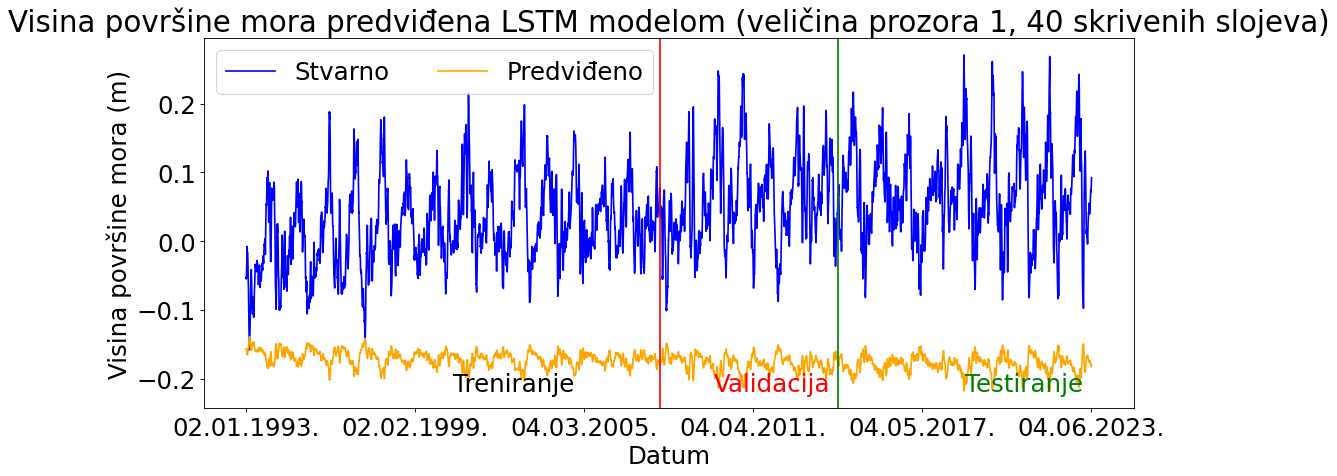 Visina površine mora predviđena LSTM modelom (veličina prozora 1, 40 skrivenih slojeva)
Stvarno
Predviđeno
Visina površine mora (m)
0.2
0.1
0.0
−0.1
−0.2
Treniranje
Validacija
Testiranje
02.01.1993.
02.02.1999.
04.03.2005.
04.04.2011.
04.05.2017.
04.06.2023.
Datum